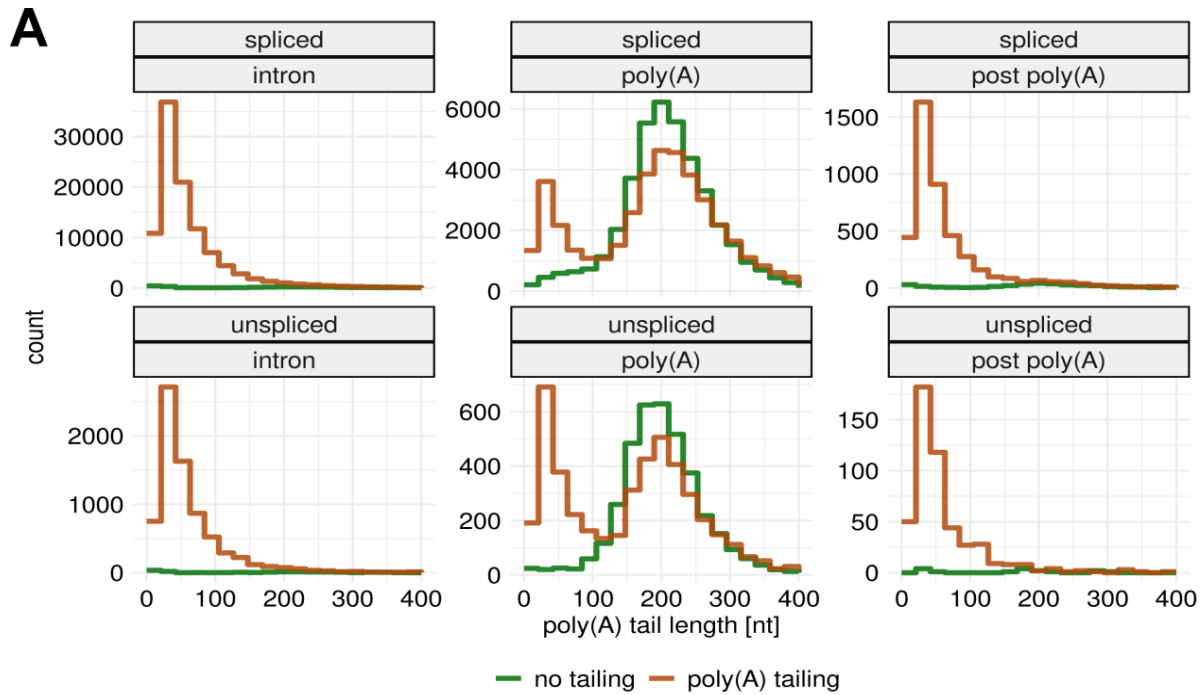 A
spliced
intron
spliced
poly(A)
spliced
post poly(A)
30000
20000
10000
0
6000
4000
2000
0
1500
1000
500
0
count
unspliced
intron
unspliced
poly(A)
unspliced
post poly(A)
2000
1000
0
600
400
200
0
150
100
50
0
0 100 200 300 400
0 100 200 300 400
0 100 200 300 400
poly(A) tail length [nt]
no tailing poly(A) tailing